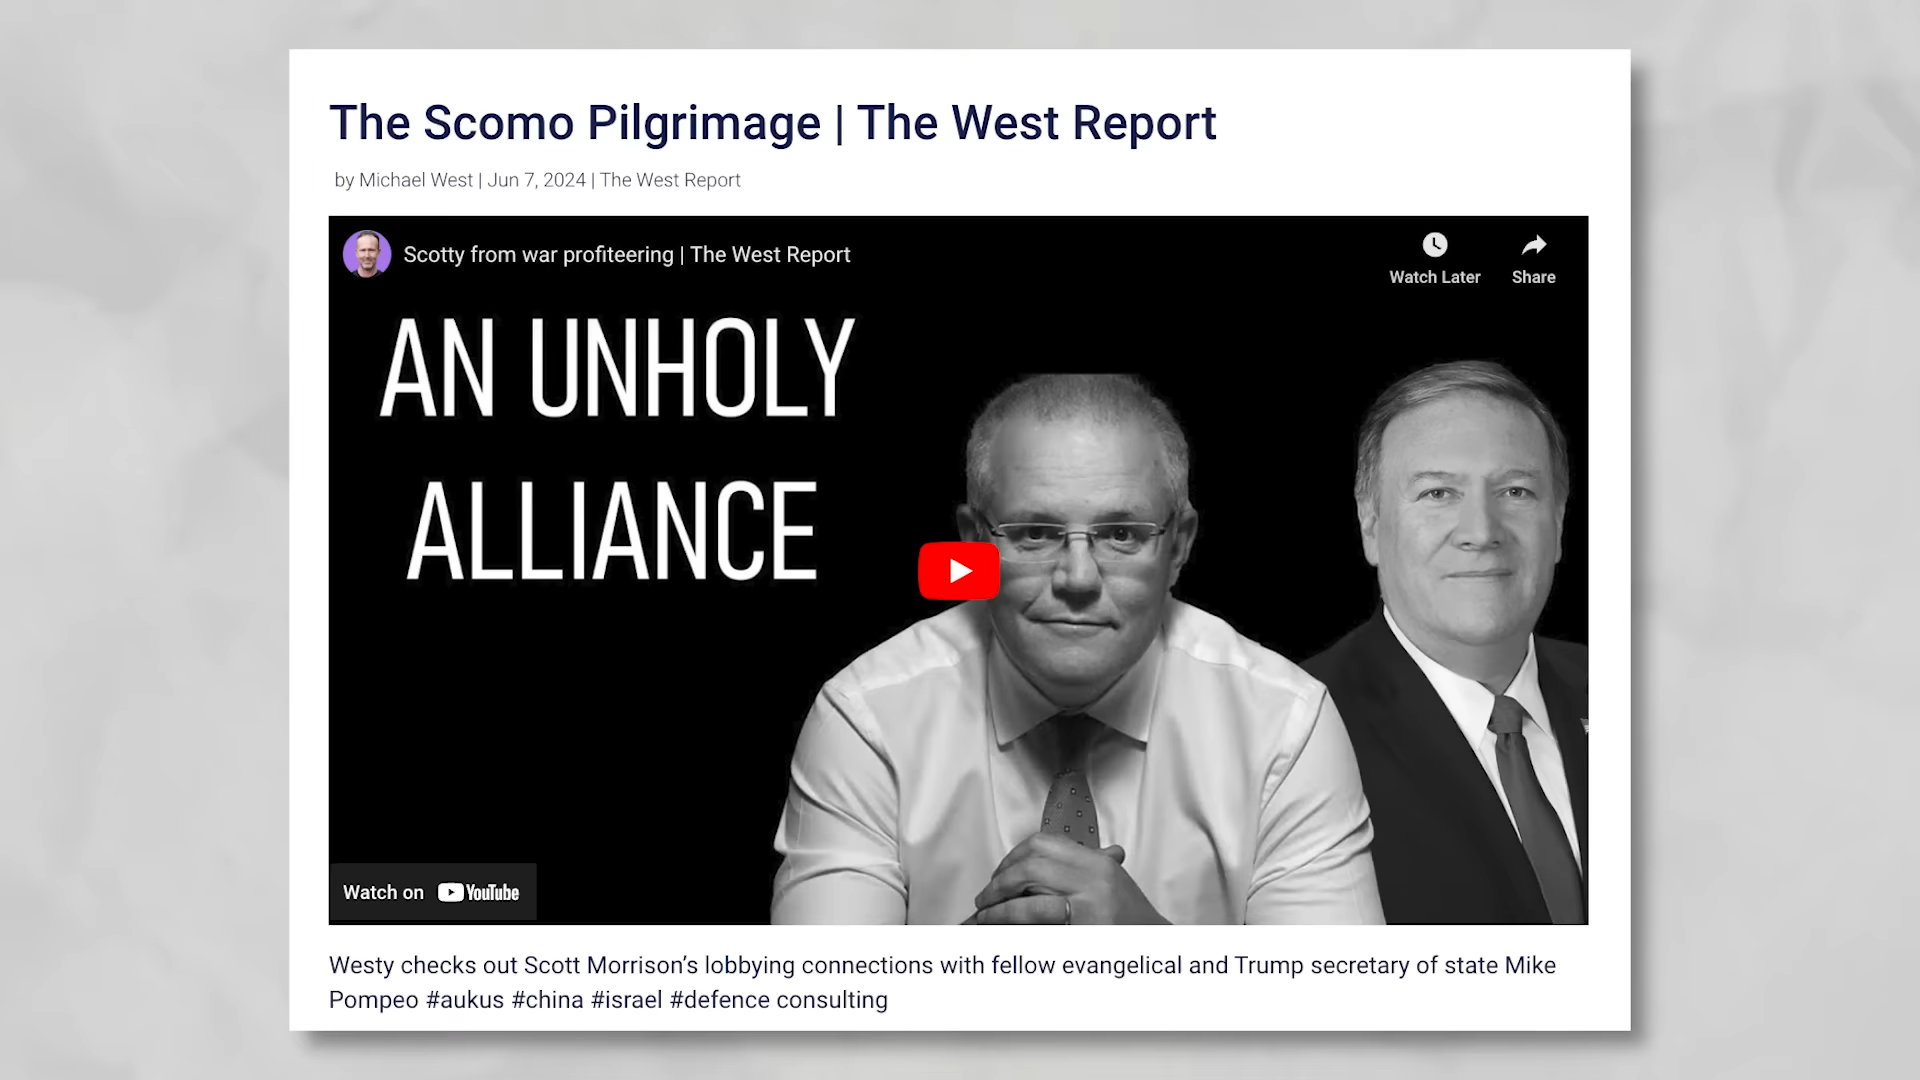 The Scomo Pilgrimage | The West Report
by Michael West | Jun 7, 2024 | The West Report
Scotty from war profiteering | The West Report
Watch Later
Share
AN UNHOLY
ALLIANCE
Watch on YouTube
Westy checks out Scott Morrison’s lobbying connections with fellow evangelical and Trump secretary of state Mike
Pompeo #aukus #china #israel #defence consulting